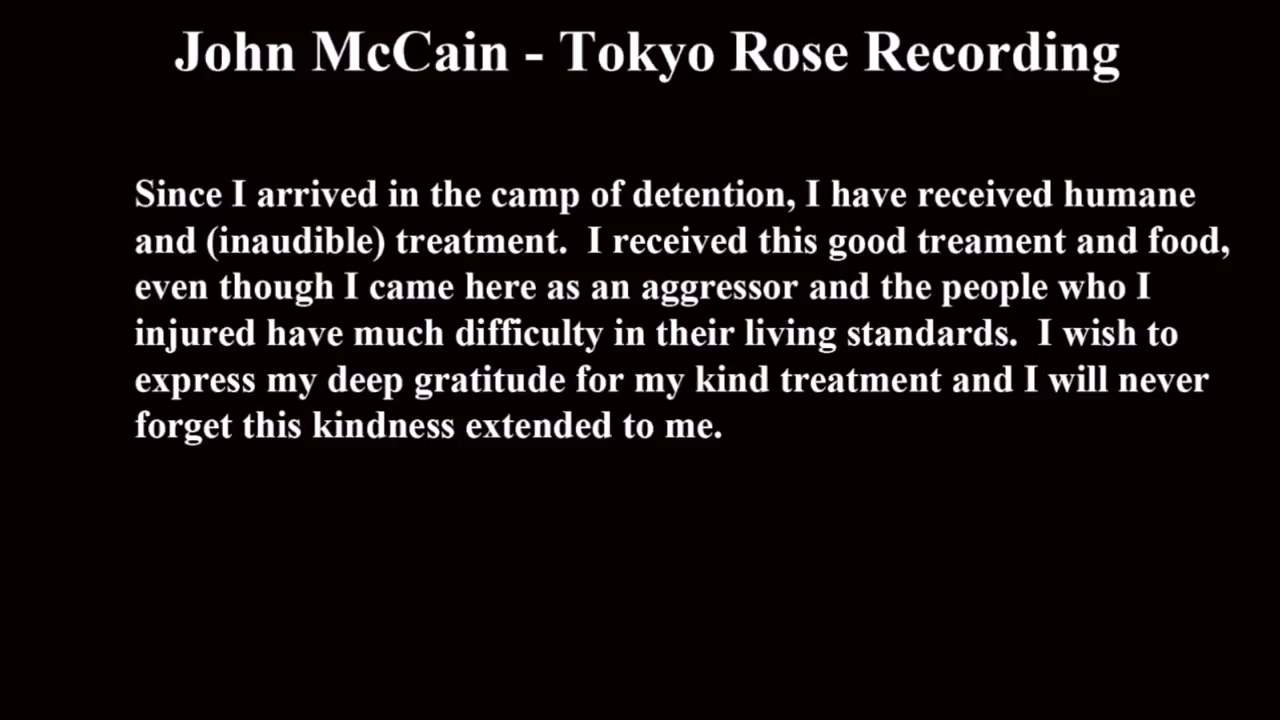 John McCain - Tokyo Rose Recording
Since I arrived in the camp of detention, I have received humane
and (inaudible) treatment.  I received this good treament and food,
even though I came here as an aggressor and the people who I
injured have much difficulty in their living standards.  I wish to
express my deep gratitude for my kind treatment and I will never
forget this kindness extended to me.